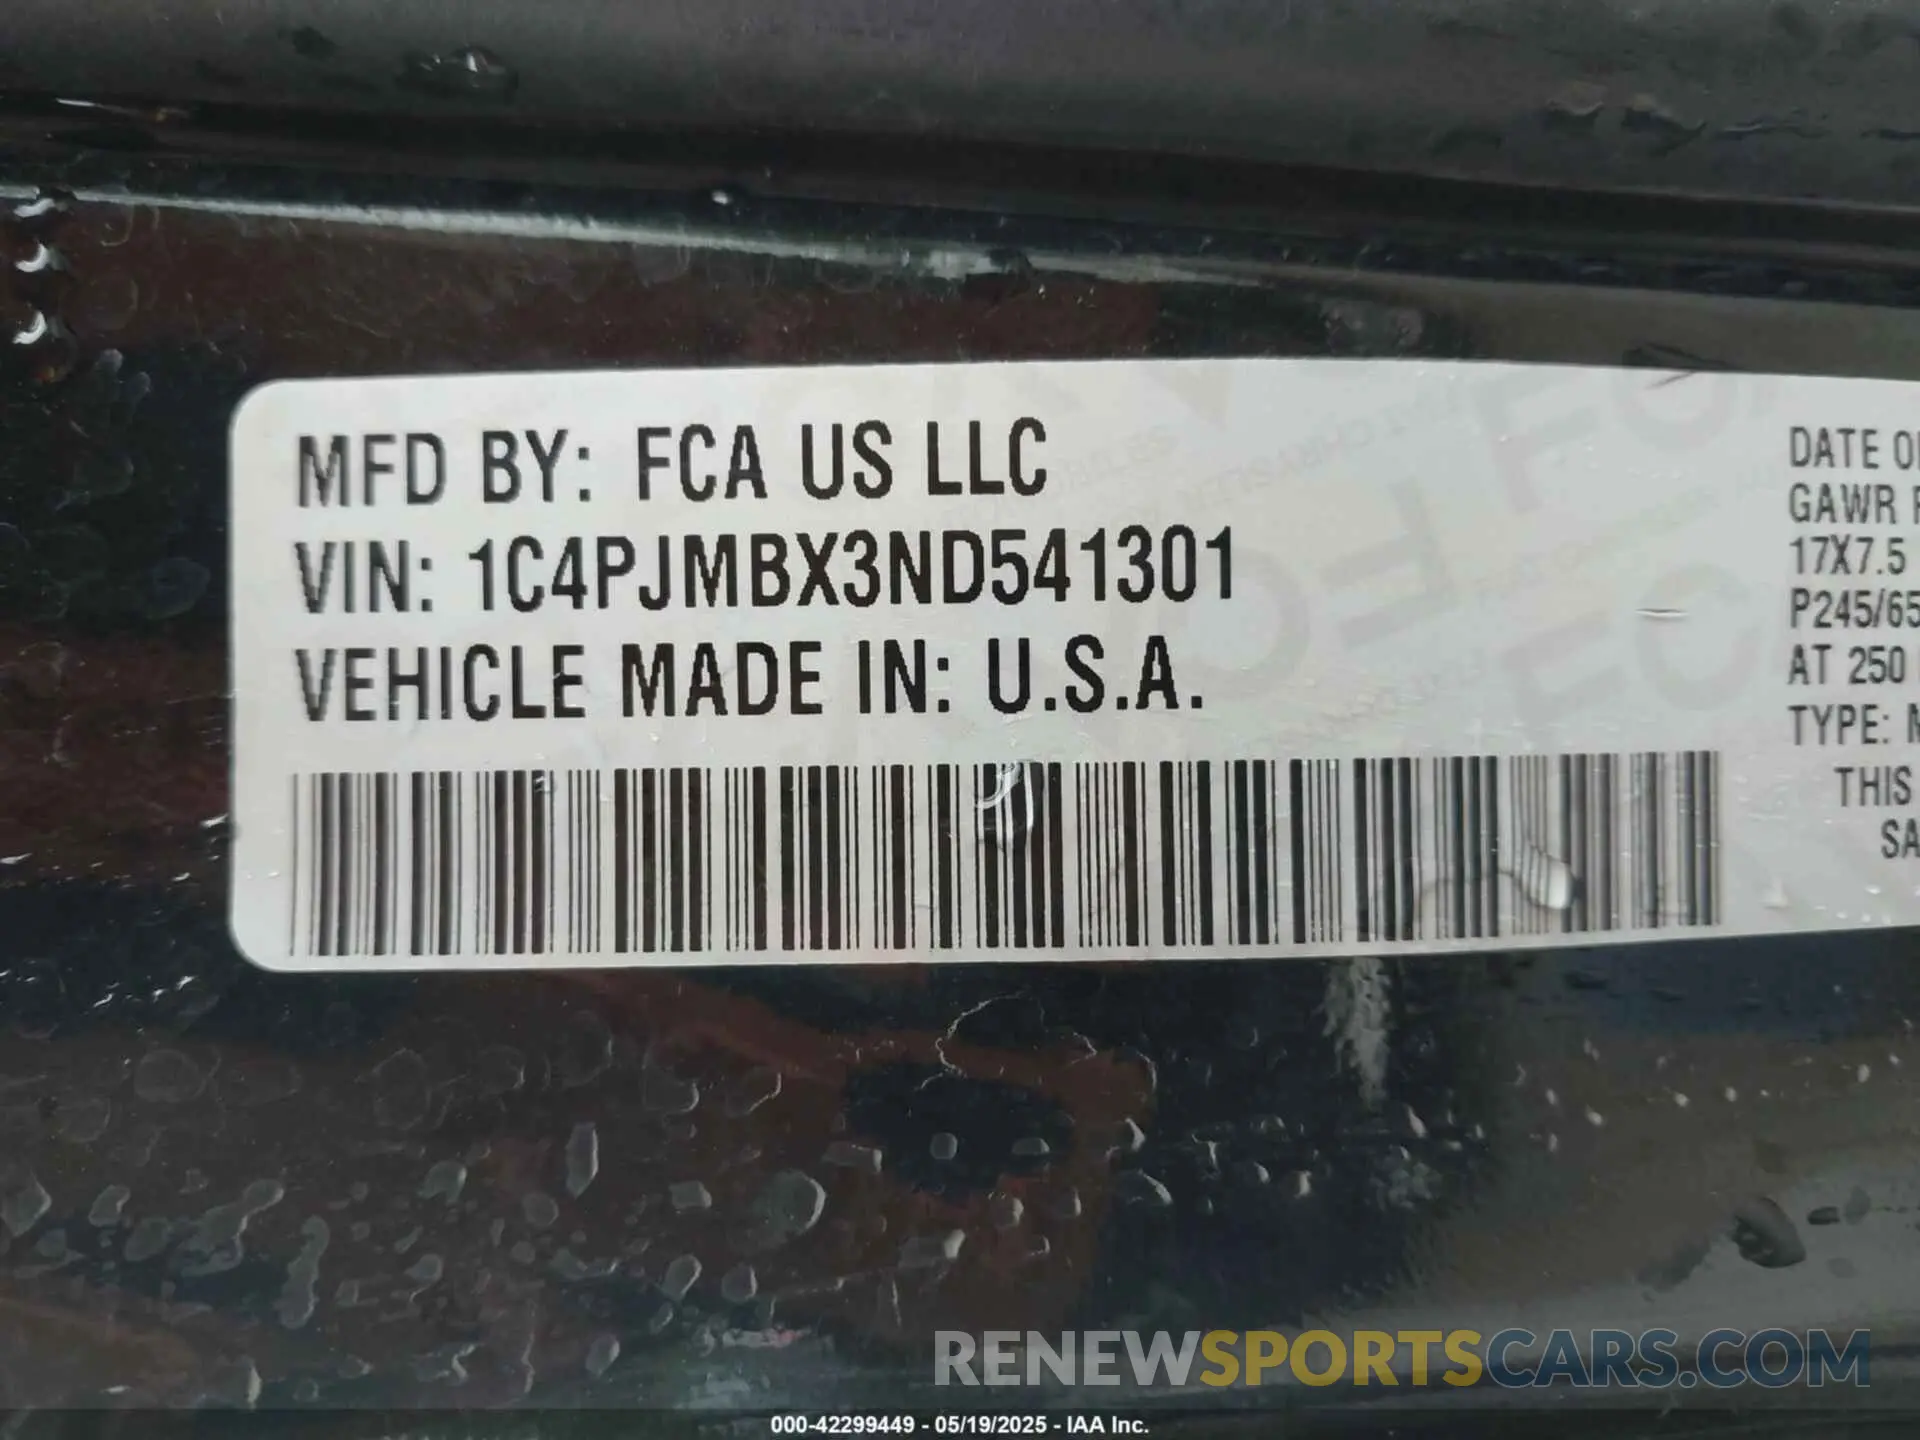 MFD BY: FCA US LLC
VIN: 1C4PJMBX3ND541301
VEHICLE MADE IN: U.S.A.
DATE
GAWR
17X7.5
P245/65
AT 250
TYPE:
THIS
RENEWSPORTSCARS.COM
000-42299449 - 05/19/2025 - IAA Inc.